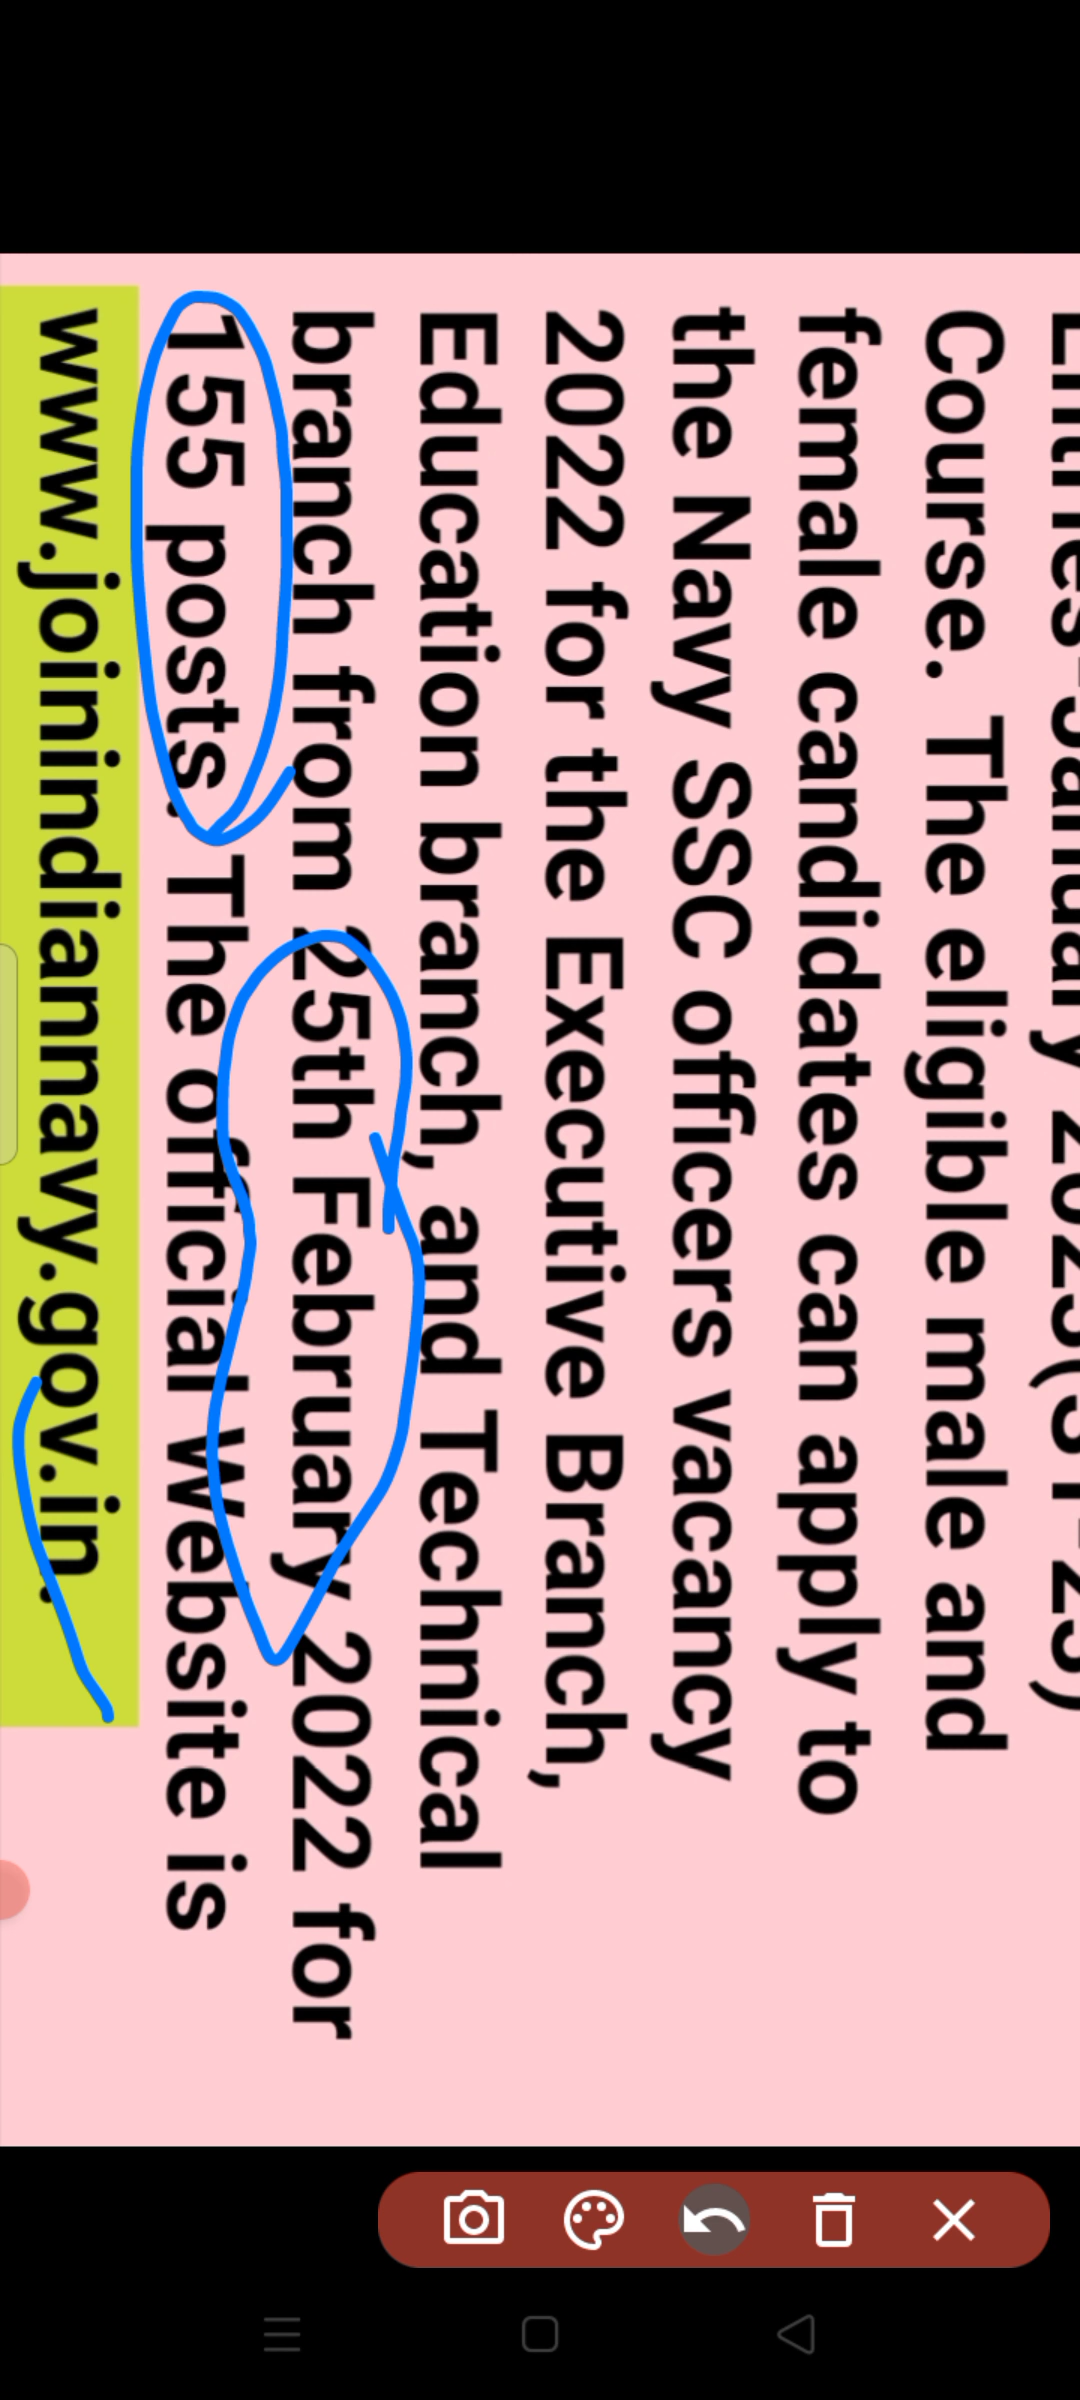 Course. The eligible male and
female candidates can apply to
the Navy SSC officers vacancy
2022 for the Executive Branch,
Education branch, and Technical
branch from 25th February 2022 for
155 posts. The official Website is
www.joinindiannavy.gov.in.